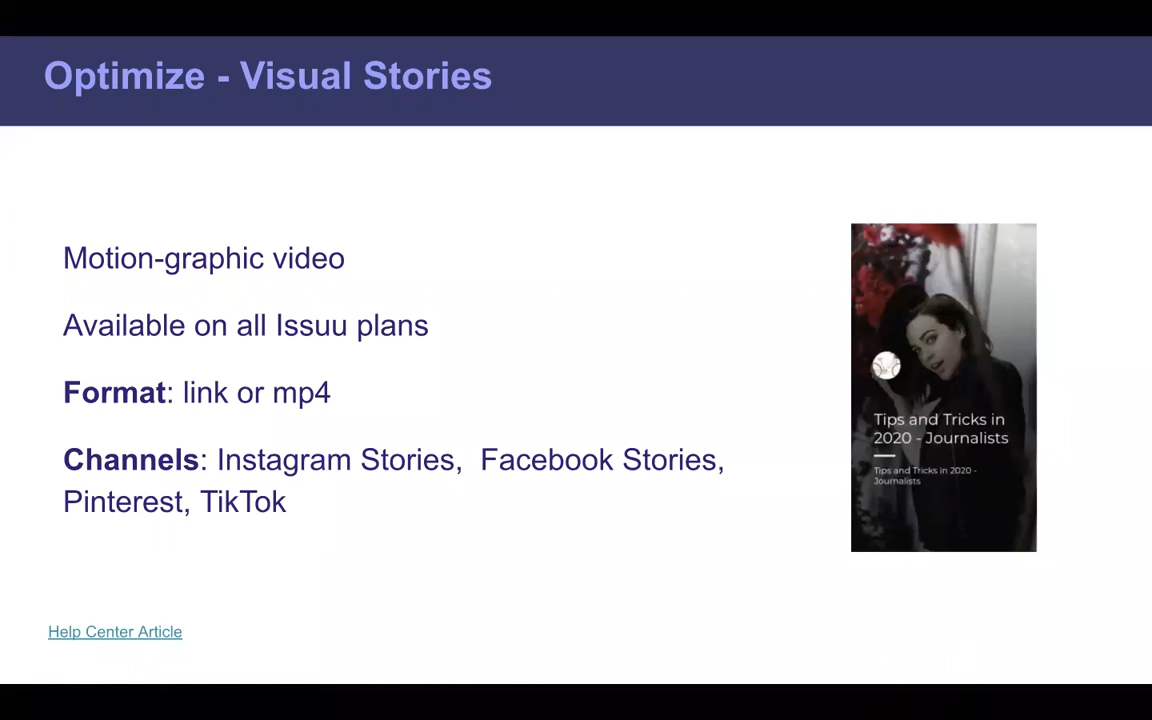 Optimize - Visual Stories
Motion-graphic video
Available on all Issuu plans
Format: link or mp4
Channels: Instagram Stories,  Facebook Stories,
Pinterest, TikTok
Tips and Tricks in
2020 - Journalists
Tips and Tricks in 2020 -
Journalists
Help Center Article